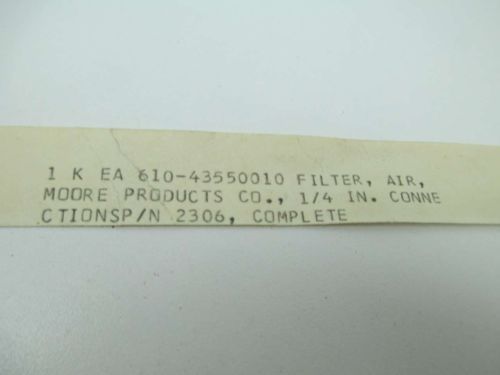 1 K EA 610-43550010 FILTER, AIR,
MOORE PRODUCTS CO., 1/4 IN. CONNE
CTIONSP/N 2306, COMPLETE